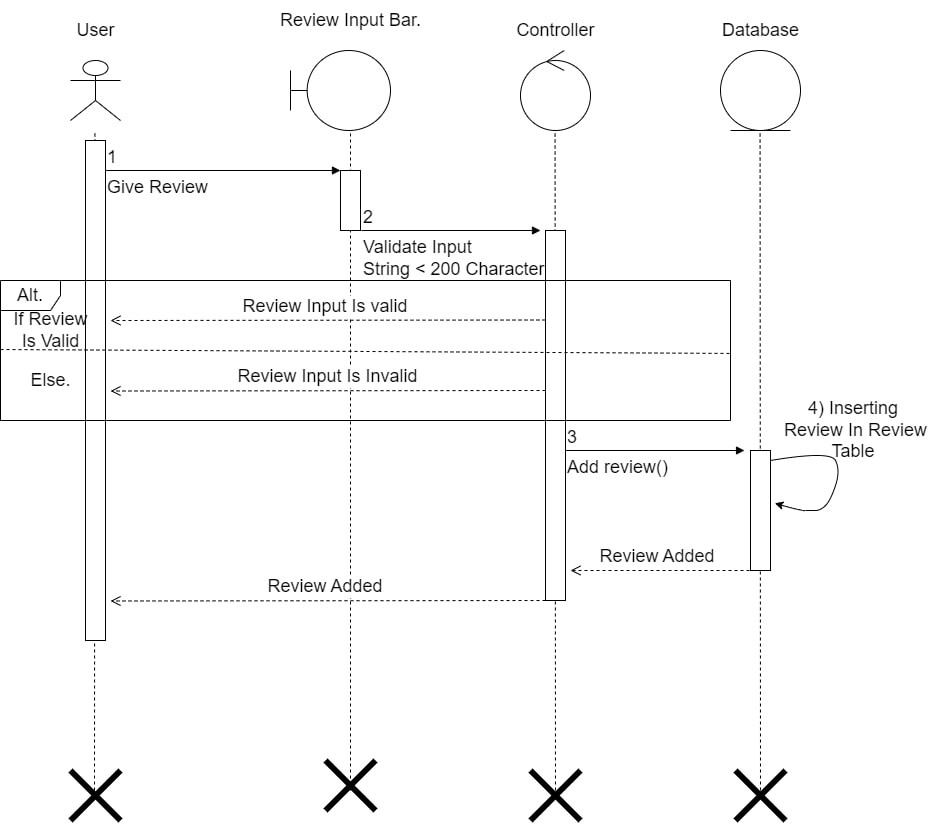 User
Review Input Bar.
Controller
Database
1
Give Review
2
Validate Input
String < 200 Character
Alt.
If Review
Is Valid
Review Input Is valid
Else.
Review Input Is Invalid
3
Add review()
4) Inserting
Review In Review
Table
Review Added
Review Added